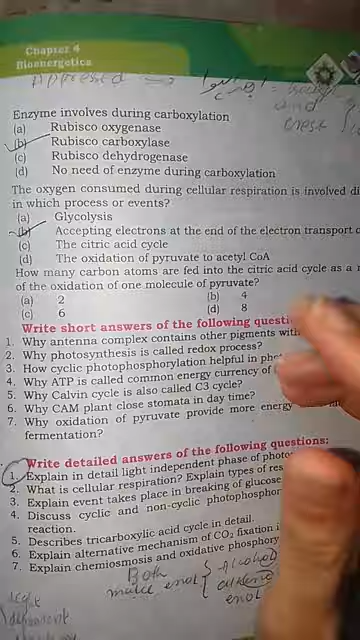 Chapter 4
Bioenergetics
Enzyme involves during carboxylation
(a) Rubisco oxygenase
(b) Rubisco carboxylase
(c) Rubisco dehydrogenase
(d) No need of enzyme during carboxylation
The oxygen consumed during cellular respiration is involved
in which process or events?
(a) Glycolysis
(b) Accepting electrons at the end of the electron transport
(c) The citric acid cycle
(d) The oxidation of pyruvate to acetyl CoA
How many carbon atoms are fed into the citric acid cycle as a
of the oxidation of one molecule of pyruvate?
(a) 2 (b) 4
(c) 6 (d) 8
Write short answers of the following
1. Why antenna complex contains other pigments
2. Why photosynthesis is called redox process?
3. How cyclic photophosphorylation helpful in
4. Why ATP is called common energy currency of
5. Why Calvin cycle is also called C3 cycle?
6. Why CAM plant close stomata in day time?
7. Why oxidation of pyruvate provide more energy
fermentation?
Write detailed answers of the following questions:
1. Explain in detail light independent phase of
2. What is cellular respiration? Explain types of
3. Explain event takes place in breaking of glucose
4. Discuss cyclic and non-cyclic
reaction.
5. Describes tricarboxylic acid cycle in detail.
6. Explain alternative mechanism of CO₂ fixation
7. Explain chemiosmosis and oxidative
Both
Alcohol
enol